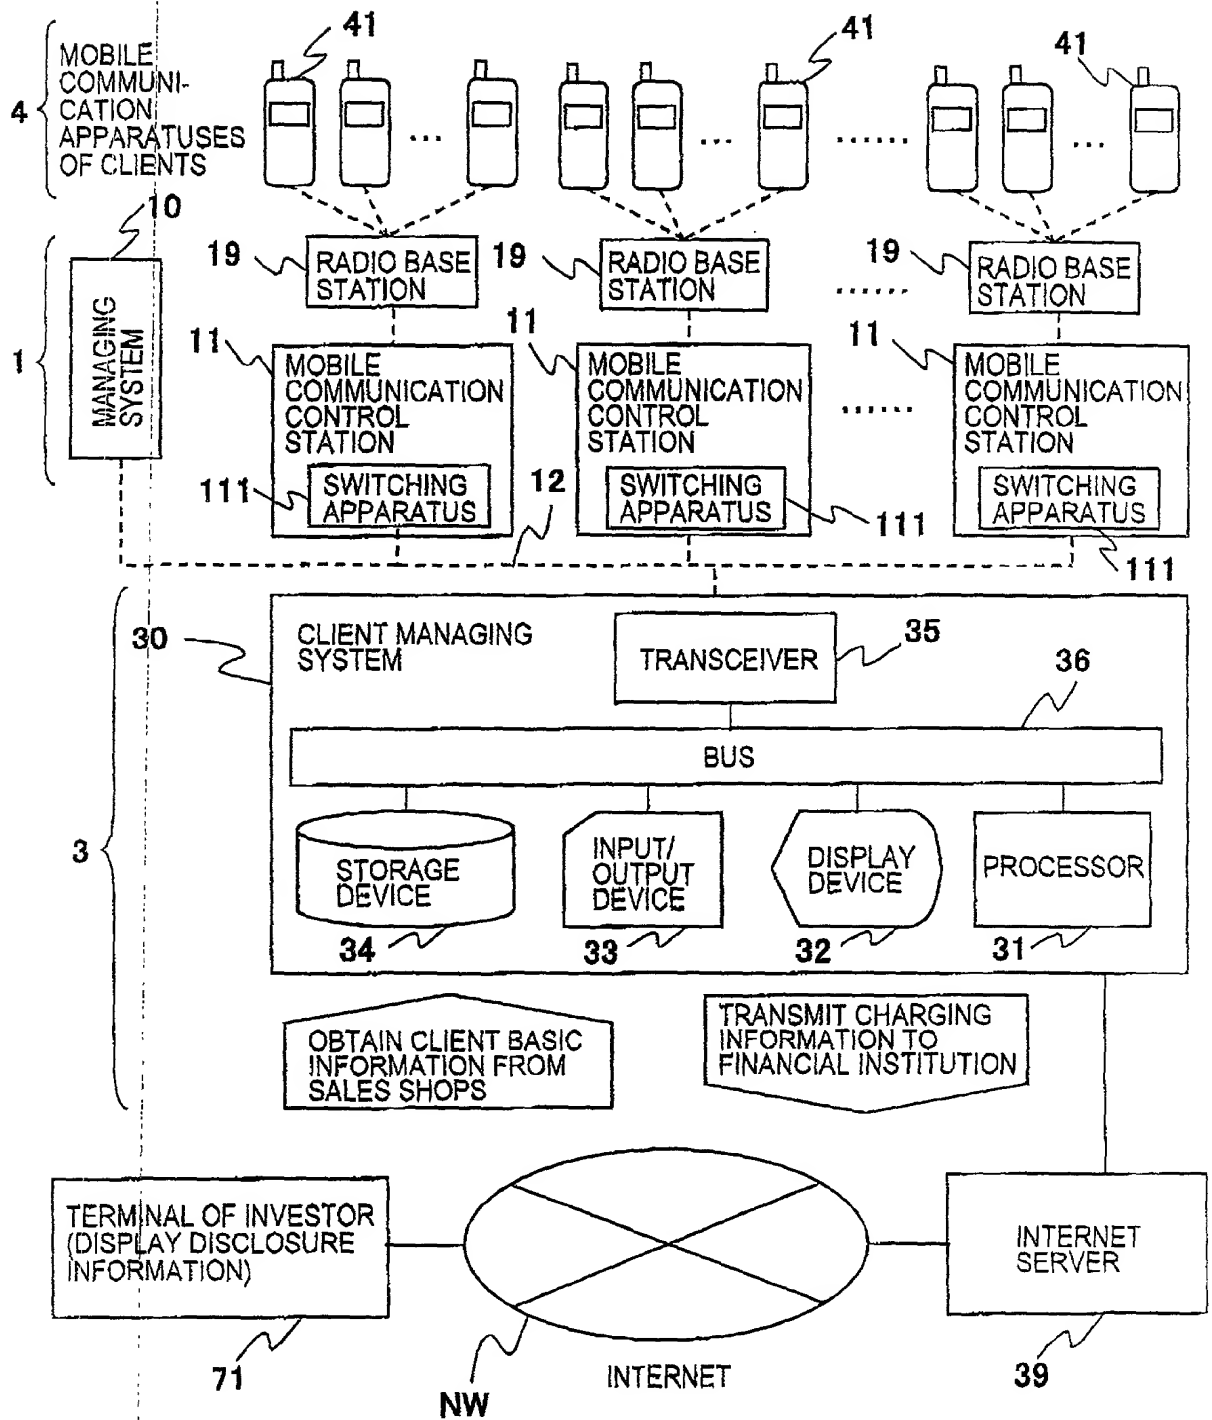 41
41
41
4
MOBILE
COMMUNI-
CATION
APPARATUSES
OF CLIENTS
...
...
......
...
10
1
MANAGING
SYSTEM
19
RADIO BASE
STATION
19
RADIO BASE
STATION
......
19
RADIO BASE
STATION
11
MOBILE
COMMUNICATION
CONTROL
STATION
111
SWITCHING
APPARATUS
11
MOBILE
COMMUNICATION
CONTROL
STATION
SWITCHING
APPARATUS
111
......
11
MOBILE
COMMUNICATION
CONTROL
STATION
SWITCHING
APPARATUS
111
12
3
30
CLIENT MANAGING
SYSTEM
TRANSCEIVER
35
36
BUS
STORAGE
DEVICE
34
INPUT/
OUTPUT
DEVICE
33
DISPLAY
DEVICE
32
PROCESSOR
31
OBTAIN CLIENT BASIC
INFORMATION FROM
SALES SHOPS
TRANSMIT CHARGING
INFORMATION TO
FINANCIAL INSTITUTION
TERMINAL OF INVESTOR
(DISPLAY DISCLOSURE
INFORMATION)
71
NW
INTERNET
INTERNET
SERVER
39